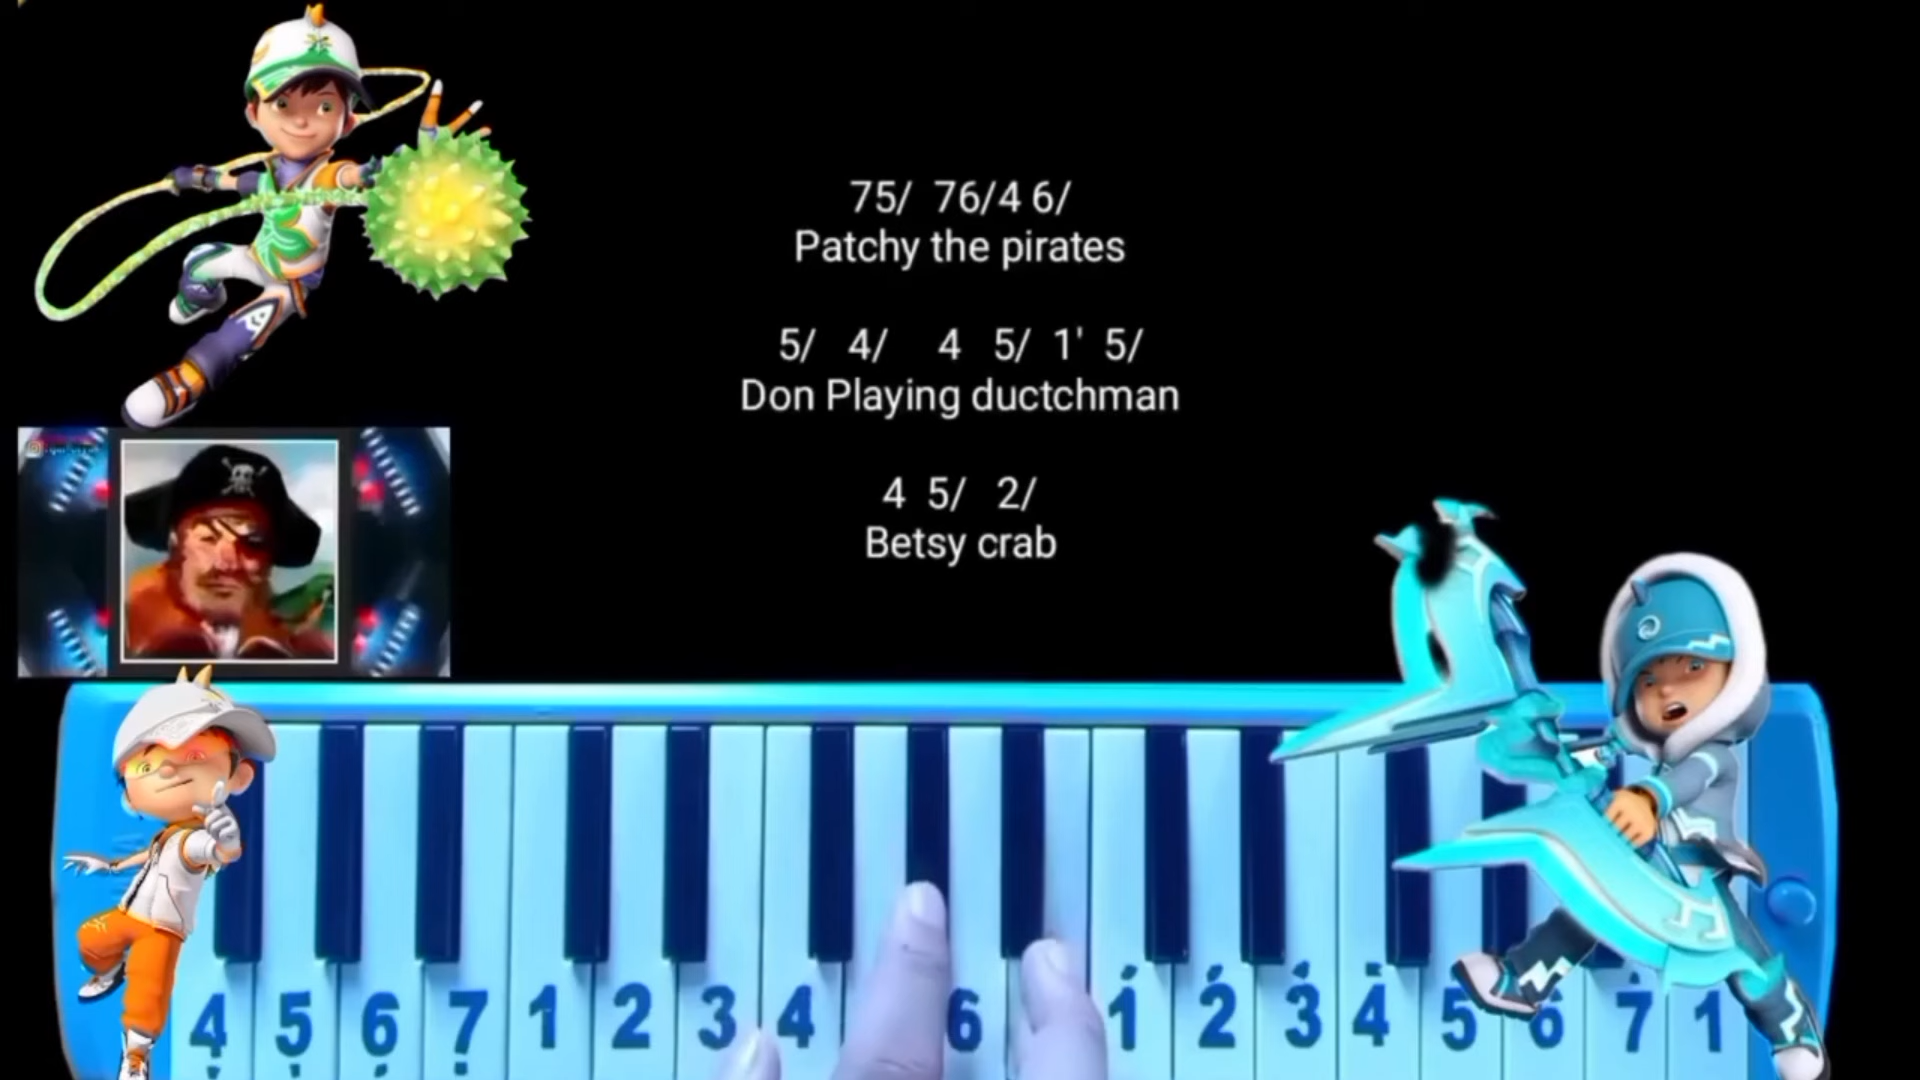 75/ 76/4 6/
Patchy the pirates
5/ 4/ 4 5/ 1' 5/
Don Playing ductchman
4 5/ 2/
Betsy crab
4 5 6 7 1 2 3 4 6 1 2 3 4 5 6 7 1